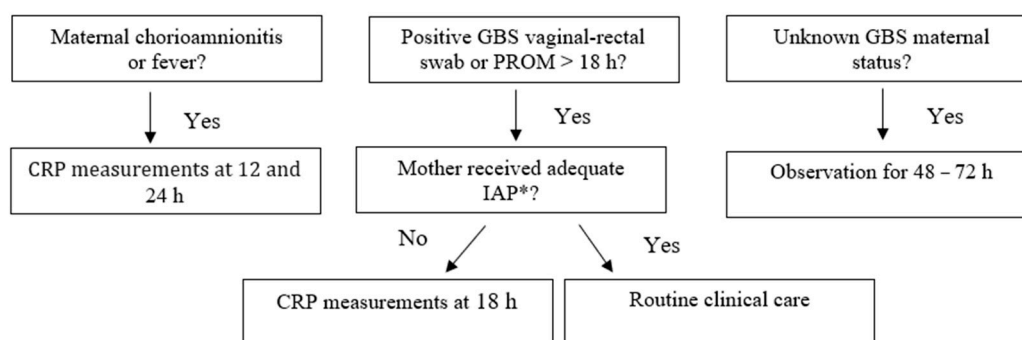 Maternal chorioamnionitis
or fever?
Positive GBS vaginal-rectal
swab or PROM > 18 h?
Unknown GBS maternal
status?
Yes
Yes
Yes
CRP measurements at 12 and
24 h
Mother received adequate
IAP*?
Observation for 48 – 72 h
No
Yes
CRP measurements at 18 h
Routine clinical care